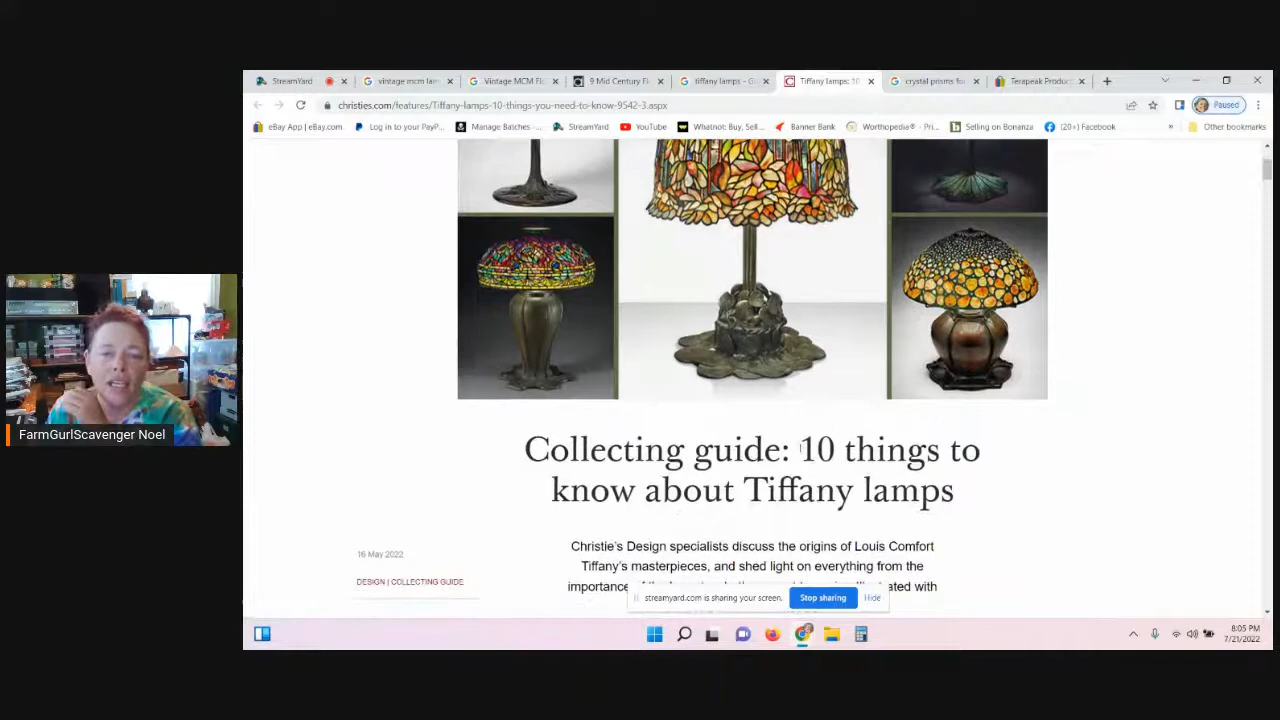 StreamYard
vintage mcm lam
Vintage MCM Fl
9 Mid Century Fl
tiffany lamps - G
Tiffany lamps: 10
crystal prisms fo
Terapeak Produc
christies.com/features/Tiffany-lamps-10-things-you-need-to-know-9542-3.aspx
Paused
eBay App | eBay.com
Log in to your PayP...
Manage Batches -...
StreamYard
YouTube
Whatnot: Buy, Sell...
Banner Bank
Worthopedia® - Pri...
Selling on Bonanza
(20+) Facebook
»
Other bookmarks
FarmGurlScavenger Noel
Collecting guide: 10 things to
know about Tiffany lamps
16 May 2022
DESIGN | COLLECTING GUIDE
Christie's Design specialists discuss the origins of Louis Comfort
Tiffany's masterpieces, and shed light on everything from the
importance with
streamyard.com is sharing your screen.
Stop sharing
Hide
8:05 PM
7/21/2022